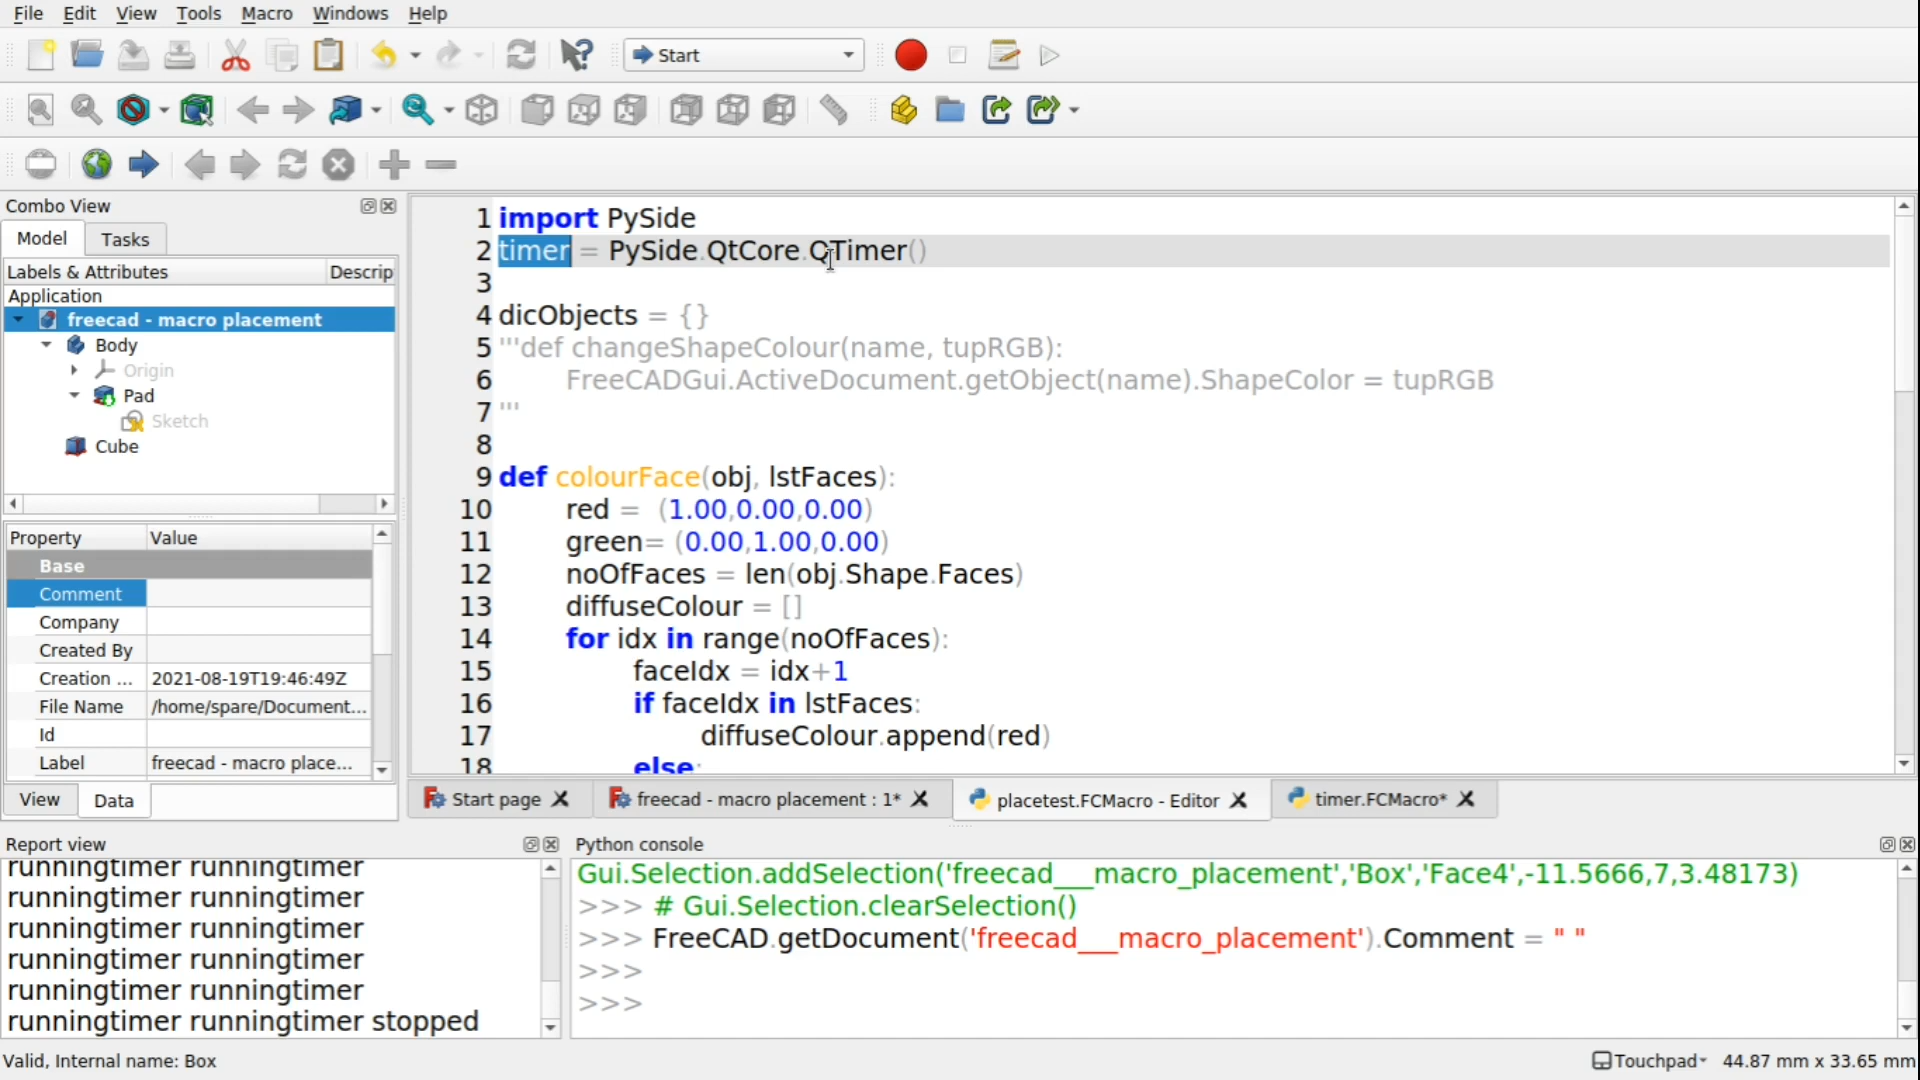 File Edit View Tools Macro Windows Help
Start
Combo View
Model Tasks
Labels & Attributes Descrip
Application
freecad - macro placement
Body
Origin
Pad
Sketch
Cube
Property Value
Base
Comment
Company
Created By
Creation ... 2021-08-19T19:46:49Z
File Name /home/spare/Document...
Id
Label freecad - macro place...
View Data
1 import PySide
2 timer = PySide.QtCore.QTimer()
3
4 dicObjects = {}
5 '''def changeShapeColour(name, tupRGB):
6 FreeCADGui.ActiveDocument.getObject(name).ShapeColor = tupRGB
7 '''
8
9 def colourFace(obj, lstFaces):
10 red = (1.00,0.00,0.00)
11 green= (0.00,1.00,0.00)
12 noOfFaces = len(obj.Shape.Faces)
13 diffuseColour = []
14 for idx in range(noOfFaces):
15 faceIdx = idx+1
16 if faceIdx in lstFaces:
17 diffuseColour.append(red)
18 else:
Start page freecad - macro placement : 1* placetest.FCMacro - Editor timer.FCMacro*
Report view
runningtimer runningtimer
runningtimer runningtimer
runningtimer runningtimer
runningtimer runningtimer
runningtimer runningtimer
runningtimer runningtimer stopped
Python console
Gui.Selection.addSelection('freecad___macro_placement','Box','Face4',-11.5666,7,3.48173)
>>> # Gui.Selection.clearSelection()
>>> FreeCAD.getDocument('freecad___macro_placement').Comment = " "
>>>
>>>
Valid, Internal name: Box
Touchpad 44.87 mm x 33.65 mm